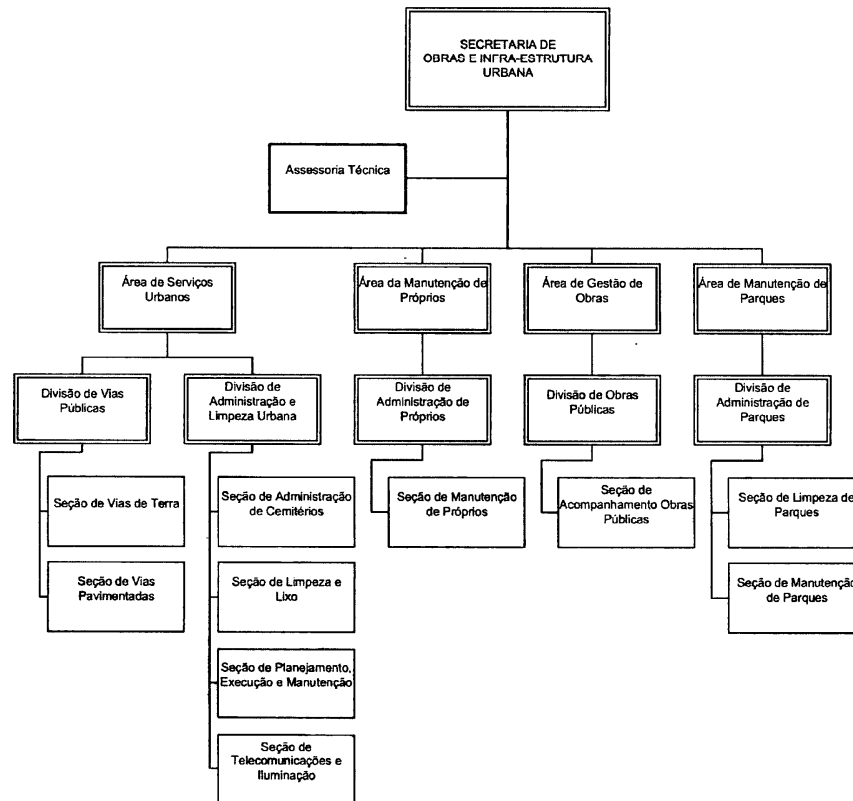 SECRETARIA DE
OBRAS E INFRA-ESTRUTURA
URBANA
Assessoria Técnica
Área de Serviços
Urbanos
Área da Manutenção de
Próprios
Área de Gestão de
Obras
Área de Manutenção de
Parques
Divisão de Vias
Públicas
Divisão de
Administração e
Limpeza Urbana
Divisão de
Administração de
Próprios
Divisão de Obras
Públicas
Divisão de
Administração de
Parques
Seção de Vias de Terra
Seção de Administração
de Cemitérios
Seção de Manutenção
de Próprios
Seção de
Acompanhamento Obras
Públicas
Seção de Limpeza de
Parques
Seção de Vias
Pavimentadas
Seção de Limpeza e
Lixo
Seção de Manutenção
de Parques
Seção de Planejamento,
Execução e Manutenção
Seção de
Telecomunicações e
Iluminação